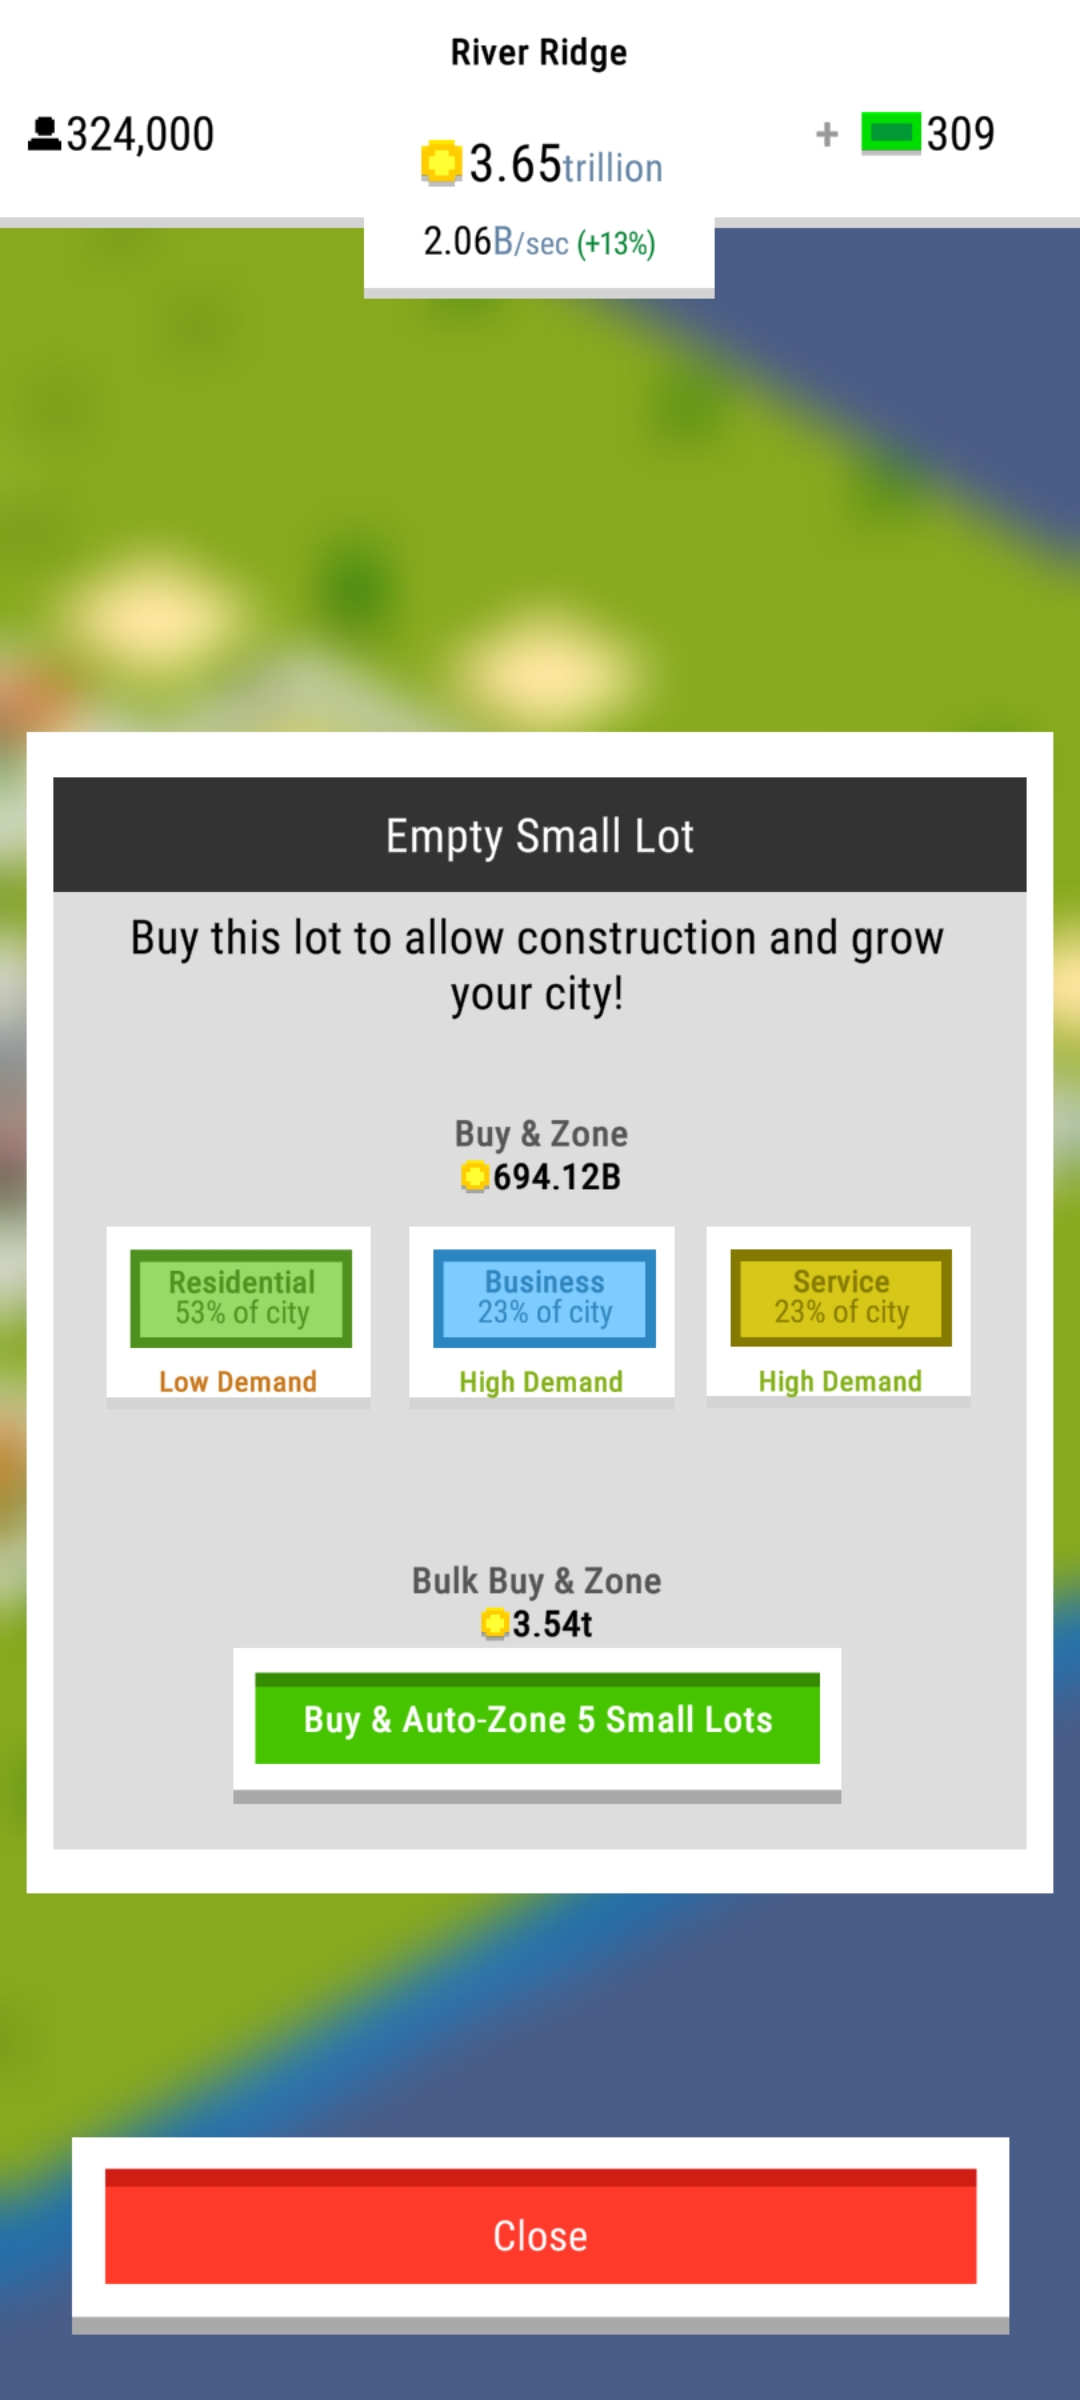 River Ridge
324,000
3.65trillion
+ 309
2.06B/sec (+13%)
Empty Small Lot
Buy this lot to allow construction and grow
your city!
Buy & Zone
694.12B
Residential
53% of city
Low Demand
Business
23% of city
High Demand
Service
23% of city
High Demand
Bulk Buy & Zone
3.54t
Buy & Auto-Zone 5 Small Lots
Close